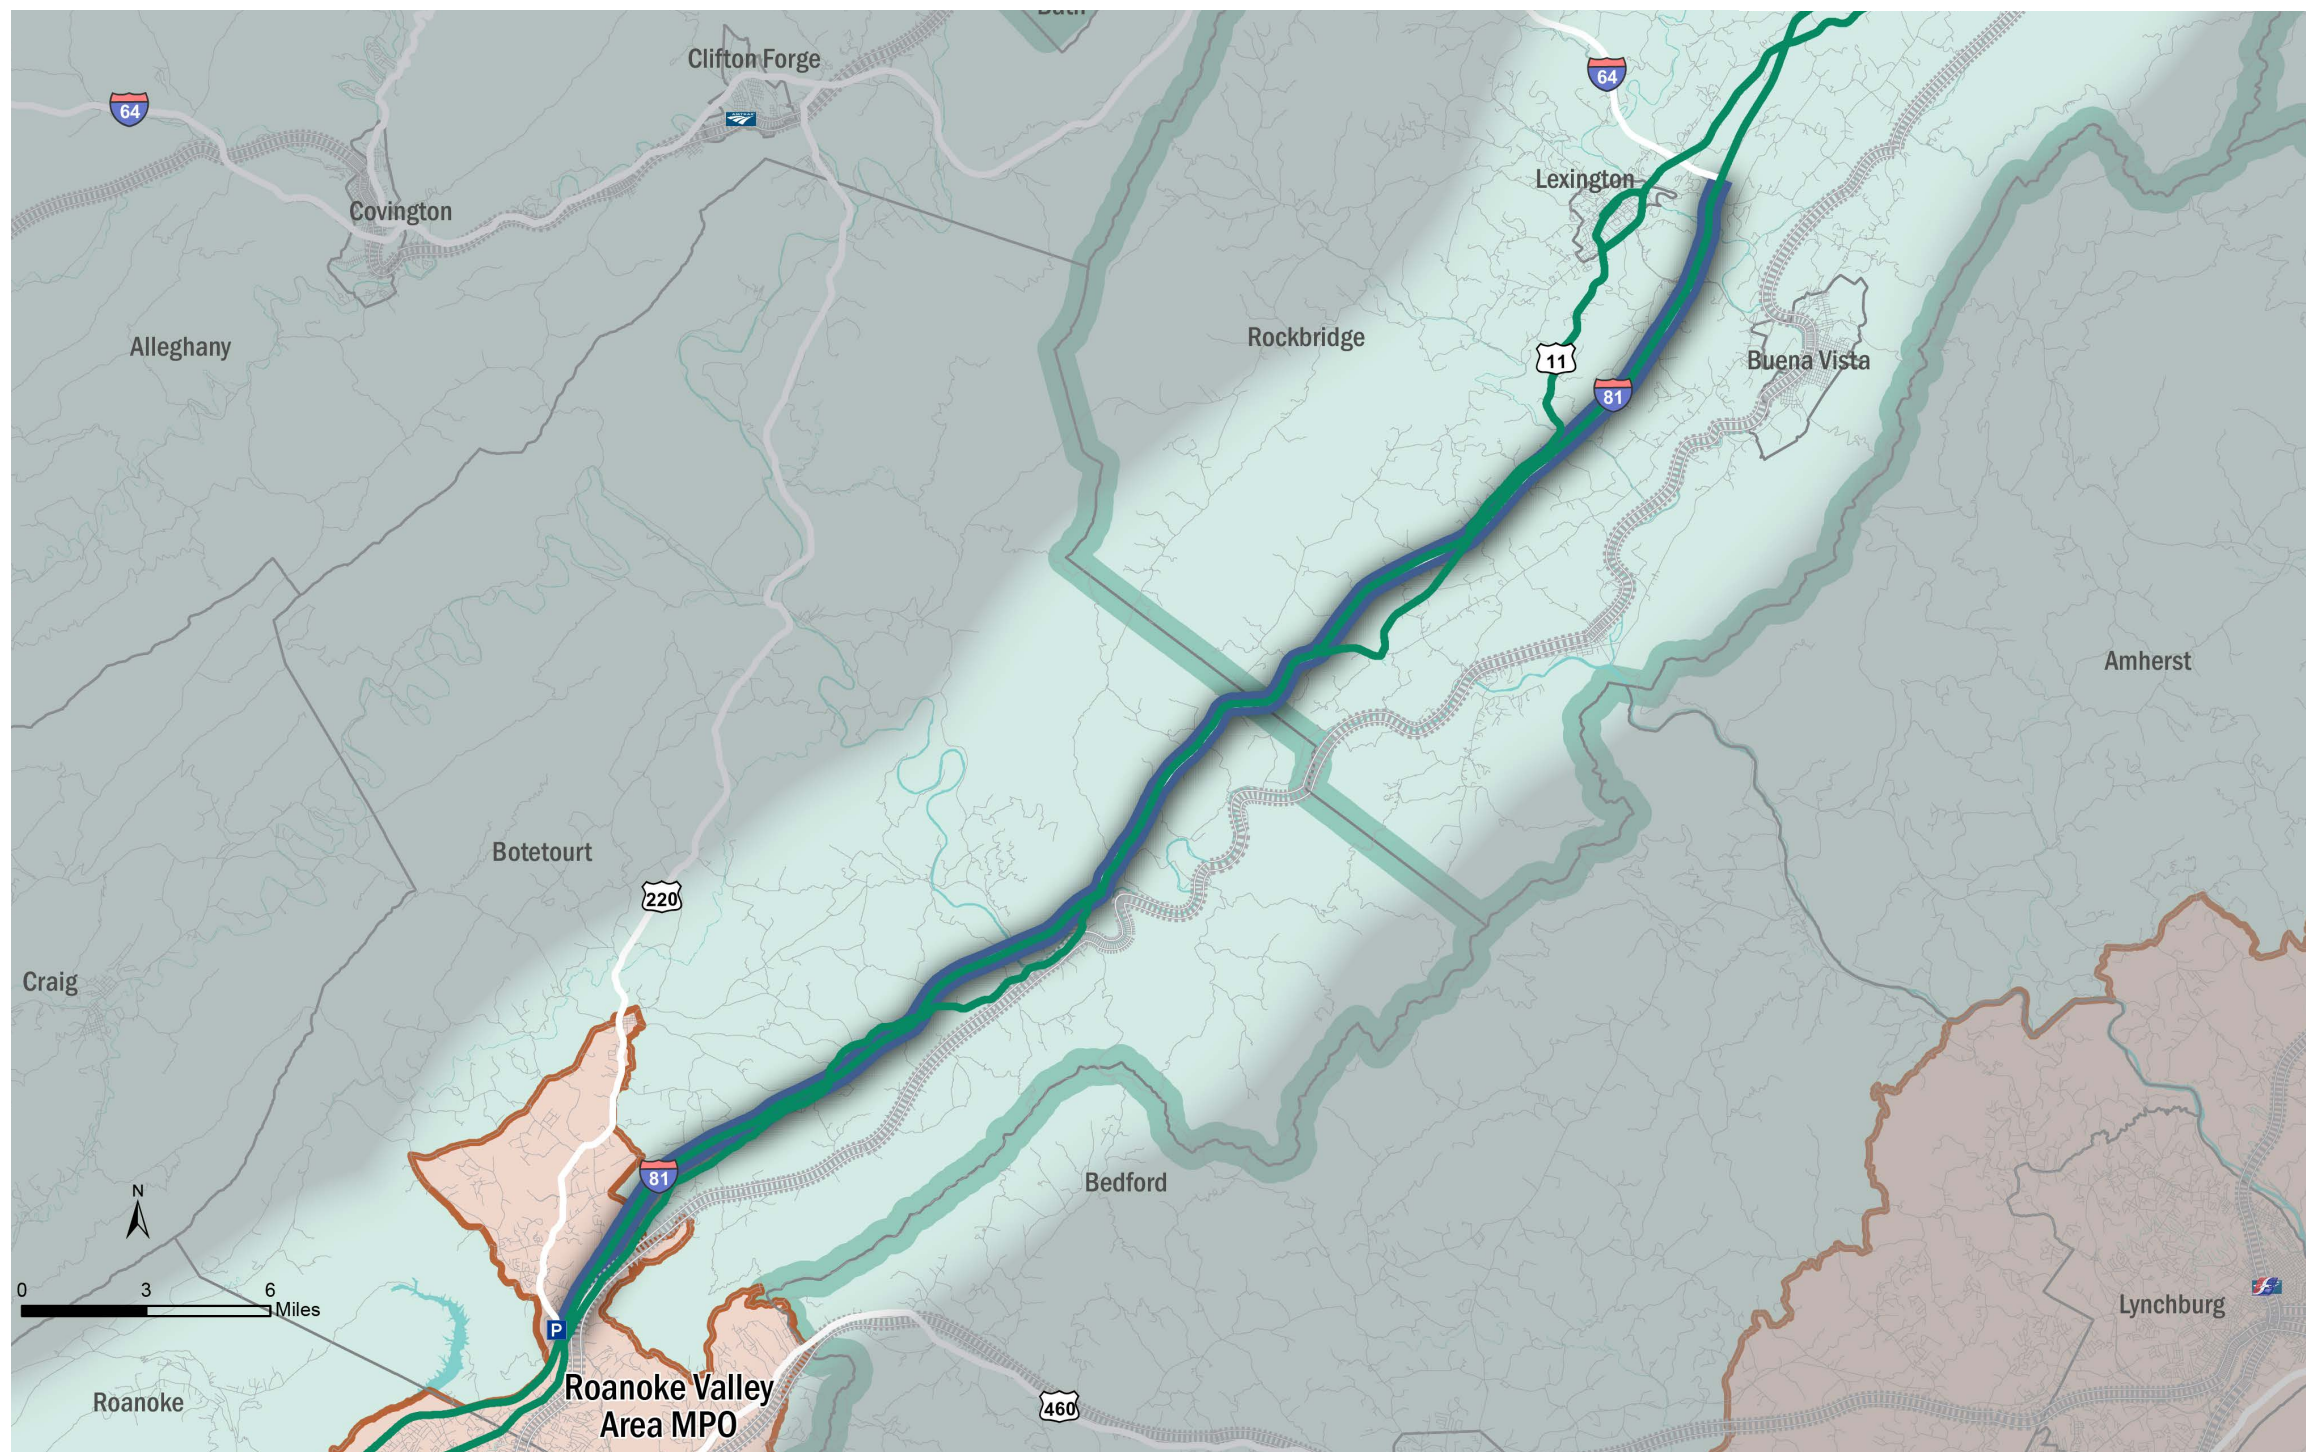 Clifton Forge
64
64
Covington
Lexington
Alleghany
Rockbridge
11
81
Buena Vista
Amherst
Botetourt
220
Craig
81
Bedford
N
0 3 6
Miles
P
Lynchburg
Roanoke
Roanoke Valley
Area MPO
460